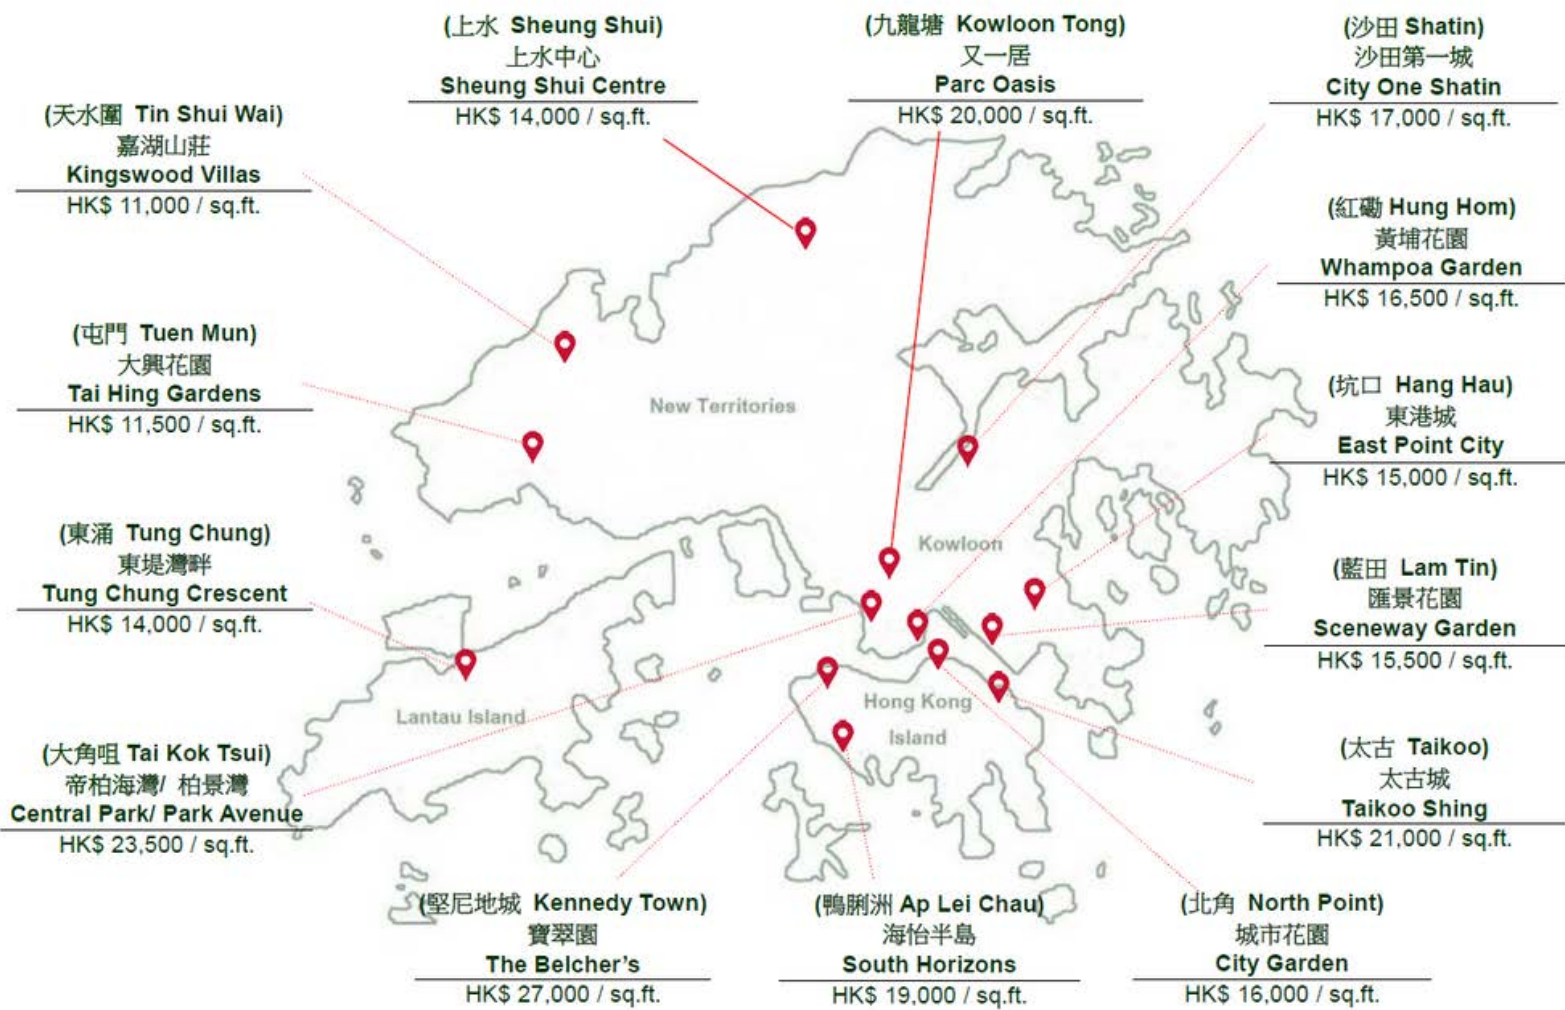 (上水 Sheung Shui)
上水中心
Sheung Shui Centre
HK$ 14,000 / sq.ft.
(九龍塘 Kowloon Tong)
又一居
Parc Oasis
HK$ 20,000 / sq.ft.
(沙田 Shatin)
沙田第一城
City One Shatin
HK$ 17,000 / sq.ft.
(天水圍 Tin Shui Wai)
嘉湖山莊
Kingswood Villas
HK$ 11,000 / sq.ft.
(紅磡 Hung Hom)
黃埔花園
Whampoa Garden
HK$ 16,500 / sq.ft.
(屯門 Tuen Mun)
大興花園
Tai Hing Gardens
HK$ 11,500 / sq.ft.
New Territories
(坑口 Hang Hau)
東港城
East Point City
HK$ 15,000 / sq.ft.
(東涌 Tung Chung)
東堤灣畔
Tung Chung Crescent
HK$ 14,000 / sq.ft.
Kowloon
(藍田 Lam Tin)
匯景花園
Sceneway Garden
HK$ 15,500 / sq.ft.
Lantau Island
Hong Kong
Island
(大角咀 Tai Kok Tsui)
帝柏海灣/ 柏景灣
Central Park/ Park Avenue
HK$ 23,500 / sq.ft.
(太古 Taikoo)
太古城
Taikoo Shing
HK$ 21,000 / sq.ft.
(堅尼地城 Kennedy Town)
寶翠園
The Belcher’s
HK$ 27,000 / sq.ft.
(鴨脷洲 Ap Lei Chau)
海怡半島
South Horizons
HK$ 19,000 / sq.ft.
(北角 North Point)
城市花園
City Garden
HK$ 16,000 / sq.ft.